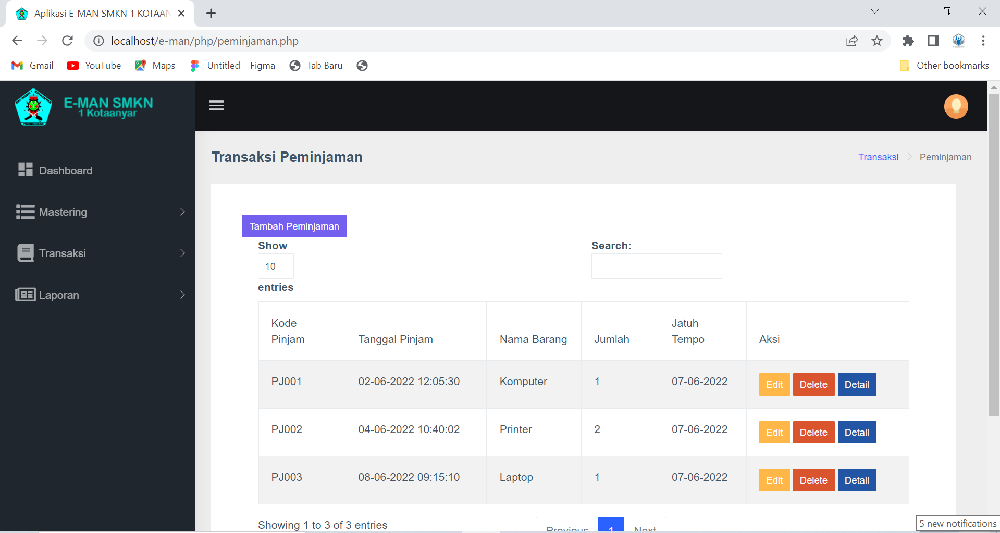 Aplikasi E-MAN SMKN 1 KOTAAN
localhost/e-man/php/peminjaman.php
Gmail YouTube Maps Untitled – Figma Tab Baru Other bookmarks
E-MAN SMKN
1 Kotaanyar
PROBOLINGGO
Dashboard
Mastering
Transaksi
Laporan
Transaksi Peminjaman
Transaksi Peminjaman
Tambah Peminjaman
Show
10
entries
Search:
Kode Pinjam Tanggal Pinjam Nama Barang Jumlah Jatuh Tempo Aksi
PJ001 02-06-2022 12:05:30 Komputer 1 07-06-2022 Edit Delete Detail
PJ002 04-06-2022 10:40:02 Printer 2 07-06-2022 Edit Delete Detail
PJ003 08-06-2022 09:15:10 Laptop 1 07-06-2022 Edit Delete Detail
Showing 1 to 3 of 3 entries
Previous 1 Next
5 new notifications